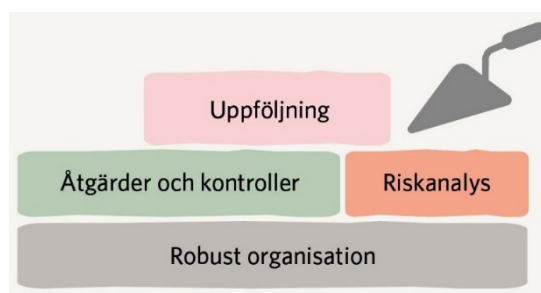 Uppföljning
Åtgärder och kontroller
Riskanalys
Robust organisation